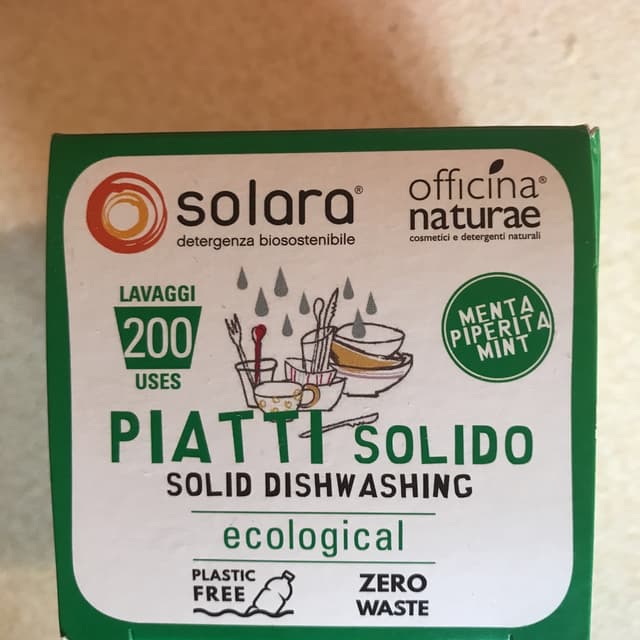 solara®
detergenza biosostenibile
officina®
naturae
cosmetici e detergenti naturali
LAVAGGI
200
USES
MENTA
PIPERITA
MINT
PIATTI SOLIDO
SOLID DISHWASHING
ecological
PLASTIC
FREE
ZERO
WASTE